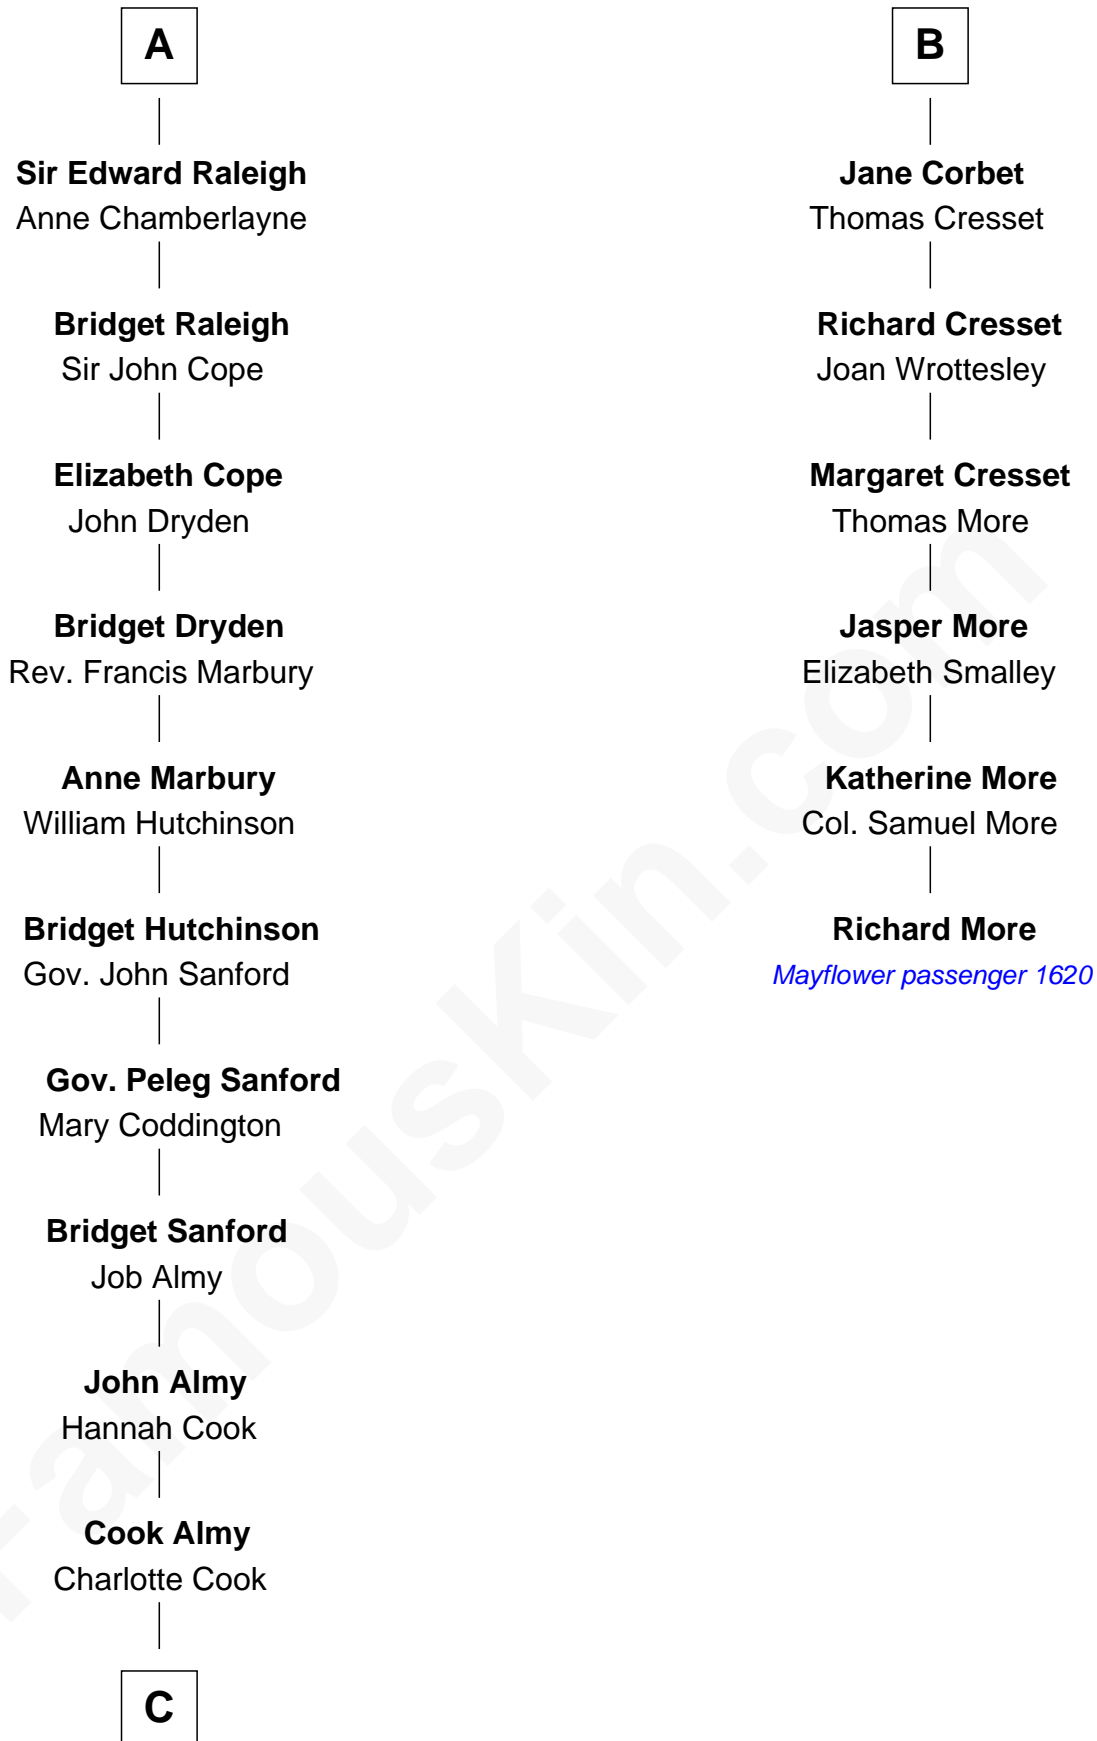 A
Sir Edward Raleigh
Anne Chamberlayne
Bridget Raleigh
Sir John Cope
Elizabeth Cope
John Dryden
Bridget Dryden
Rev. Francis Marbury
Anne Marbury
William Hutchinson
Bridget Hutchinson
Gov. John Sanford
Gov. Peleg Sanford
Mary Coddington
Bridget Sanford
Job Almy
John Almy
Hannah Cook
Cook Almy
Charlotte Cook
C
B
Jane Corbet
Thomas Cresset
Richard Cresset
Joan Wrottesley
Margaret Cresset
Thomas More
Jasper More
Elizabeth Smalley
Katherine More
Col. Samuel More
Richard More
Mayflower passenger 1620
FamousKin.com